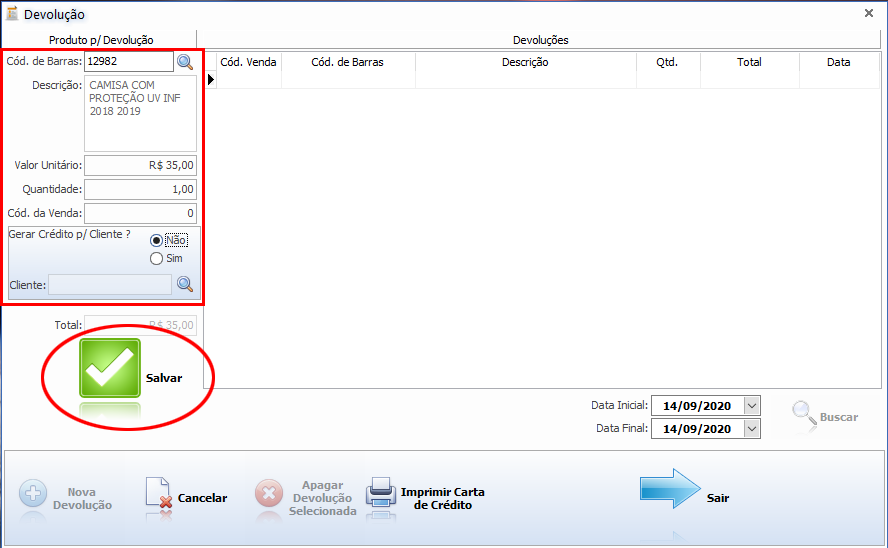 Devolução
Produto p/ Devolução
Devoluções
Cód. de Barras: 12982
Cód. Venda Cód. de Barras Descrição Qtd. Total Data
Descrição: CAMISA COM
PROTEÇÃO UV INF
2018 2019
Valor Unitário: R$ 35,00
Quantidade: 1,00
Cód. da Venda: 0
Gerar Crédito p/ Cliente ?
Não
Sim
Cliente:
Total: R$ 35,00
Salvar
Data Inicial: 14/09/2020
Data Final: 14/09/2020
Buscar
Nova
Devolução
Cancelar
Apagar
Devolução
Selecionada
Imprimir Carta
de Crédito
Sair